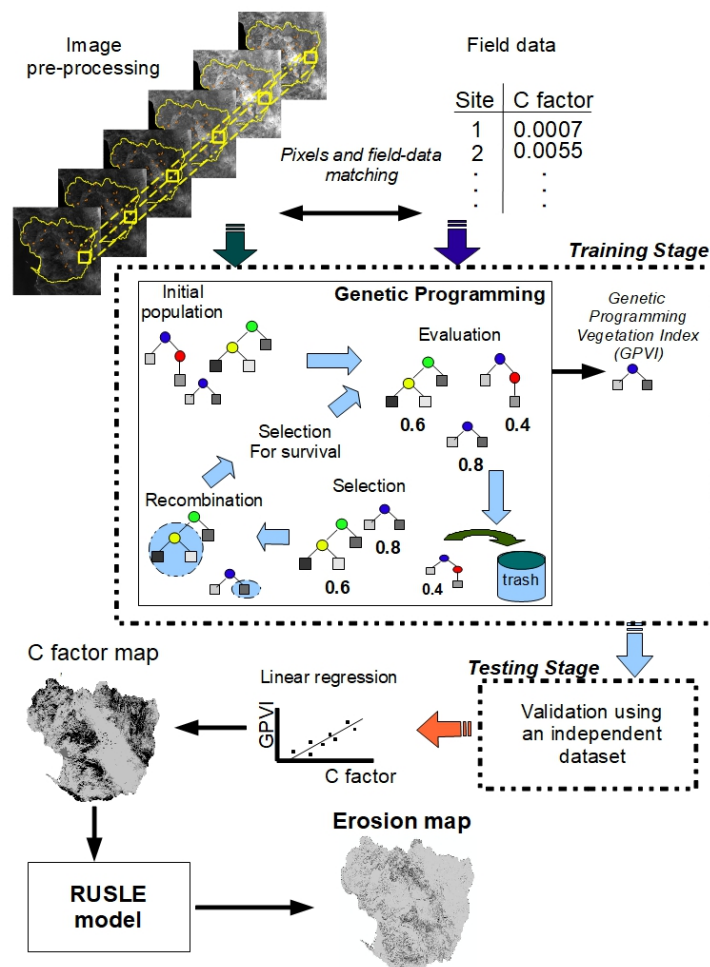 Image
pre-processing
Field data
Site C factor
1 0.0007
2 0.0055
Pixels and field-data
matching
Training Stage
Initial
population
Genetic Programming
Evaluation
Genetic
Programming
Vegetation Index
(GPVI)
0.6
0.4
0.8
Selection
For survival
Recombination
Selection
0.8
0.6
0.4
trash
C factor map
Linear regression
GPVI
C factor
Testing Stage
Validation using
an independent
dataset
Erosion map
RUSLE
model